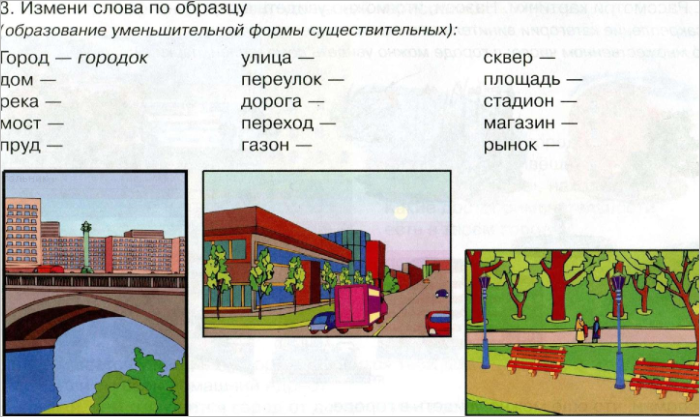 3. Измени слова по образцу
(образование уменьшительной формы существительных):
Город — городок улица — сквер —
дом — переулок — площадь —
река — дорога — стадион —
мост — переход — магазин —
пруд — газон — рынок —